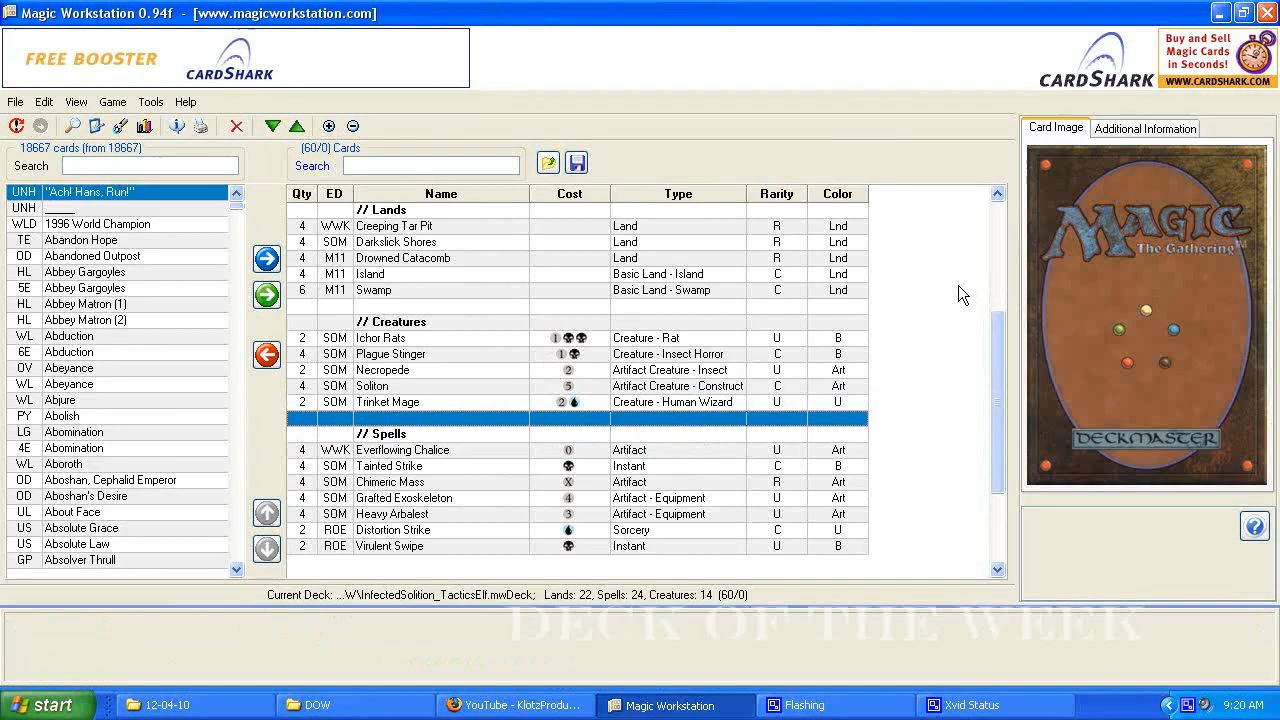 Magic Workstation 0.94f - [www.magicworkstation.com]
FREE BOOSTER CARDSHARK
CARDSHARK
Buy and Sell
Magic Cards
in Seconds!
WWW.CARDSHARK.COM
File Edit View Game Tools Help
18667 cards (from 18667)
Search
(60/0) Cards
Search
Card Image Additional Information
UNH "Ach! Hans, Run!"
UNH _____
WLD 1996 World Champion
TE Abandon Hope
OD Abandoned Outpost
HL Abbey Gargoyles
5E Abbey Gargoyles
HL Abbey Matron (1)
HL Abbey Matron (2)
WL Abduction
6E Abduction
OV Abeyance
WL Abeyance
WL Abjure
PY Abolish
LG Abomination
4E Abomination
WL Aboroth
OD Aboshan, Cephalid Emperor
OD Aboshan's Desire
UL About Face
US Absolute Grace
US Absolute Law
GP Absolver Thrull
Qty ED Name Cost Type Rarity Color
// Lands
4 WWK Creeping Tar Pit Land R Lnd
4 SOM Darkslick Shores Land R Lnd
4 M11 Drowned Catacomb Land R Lnd
4 M11 Island Basic Land - Island C Lnd
6 M11 Swamp Basic Land - Swamp C Lnd
// Creatures
2 SOM Ichor Rats 1 Creature - Rat U B
4 SOM Plague Stinger 1 Creature - Insect Horror C B
2 SOM Necropede 2 Artifact Creature - Insect U Art
4 SOM Soliton 5 Artifact Creature - Construct C Art
2 SOM Trinket Mage 2 Creature - Human Wizard U U
// Spells
4 WWK Everflowing Chalice 0 Artifact U Art
4 SOM Tainted Strike Instant C B
4 SOM Chimeric Mass X Artifact R Art
4 SOM Grafted Exoskeleton 4 Artifact - Equipment U Art
4 SOM Heavy Arbalest 3 Artifact - Equipment U Art
2 ROE Distortion Strike Sorcery C U
2 ROE Virulent Swipe Instant U B
MAGIC
The Gathering™
DECKMASTER
Current Deck: ...W\InfectedSolition_TacticsElf.mwDeck; Lands: 22, Spells: 24, Creatures: 14 (60/0)
DECK OF THE WEEK
start 12-04-10 DOW YouTube - KlotzProdu... Magic Workstation Flashing Xvid Status 9:20 AM